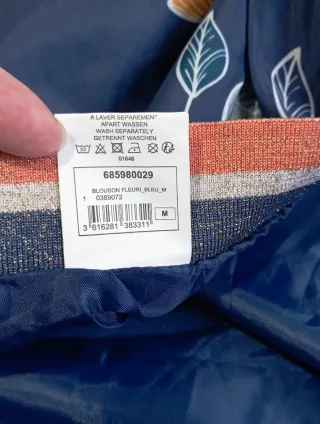 A LAVER SEPAREMENT
APART WASSEN
WASH SEPARATELY
GETRENNT WASCHEN
01646
685980029
BLOUSON FLEURI_BLEU_M
1 0389072
M
3 616281 383311